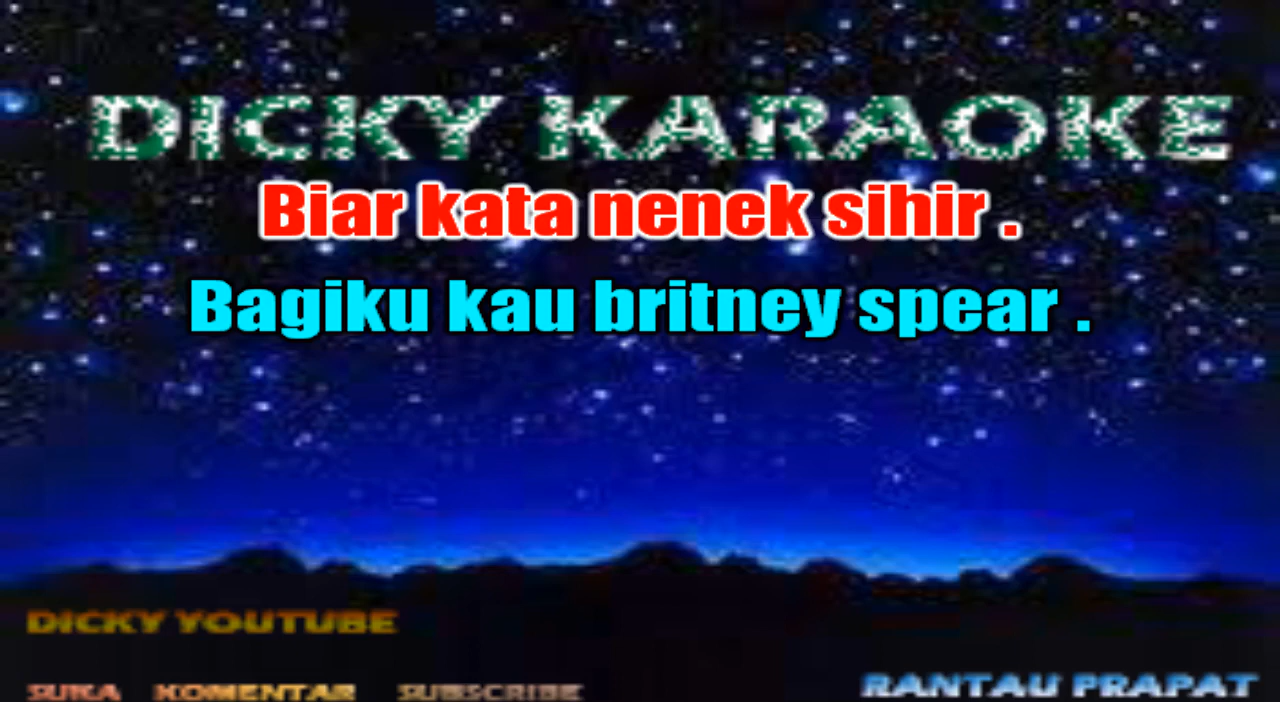 DICKY KARAOKE
Biar kata nenek sihir .
Bagiku kau britney spear .
DICKY YOUTUBE
SUKA KOMENTAR SUBSCRIBE
RANTAU PRAPAT